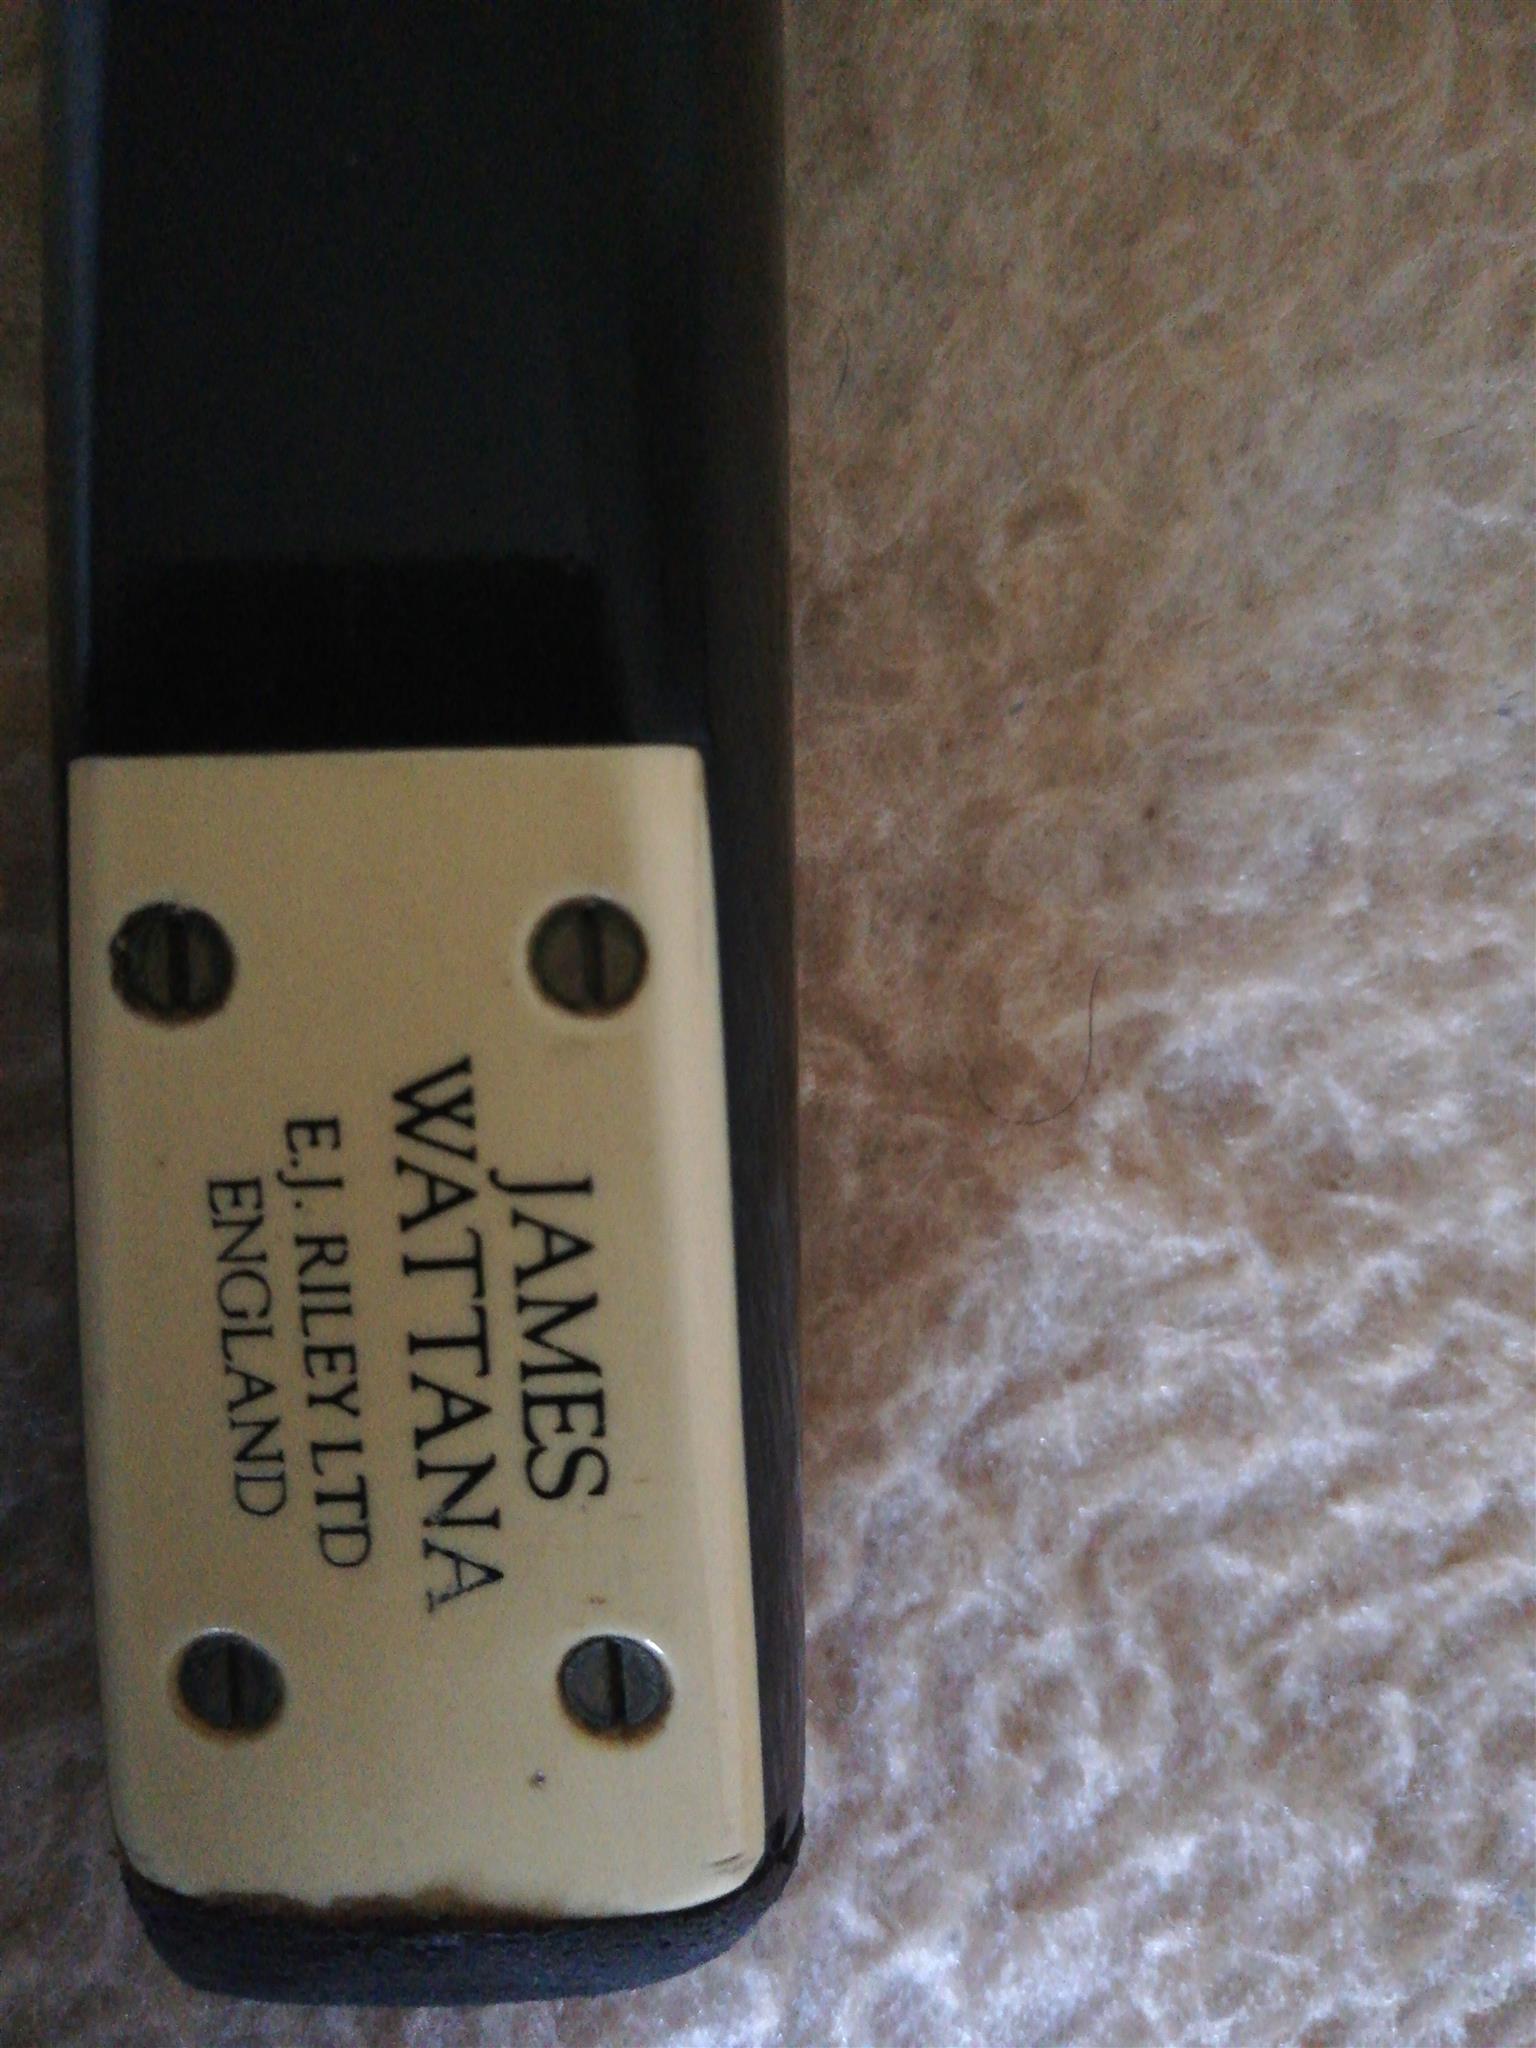 JAMES
WATTANA
E.J. RILEY LTD
ENGLAND